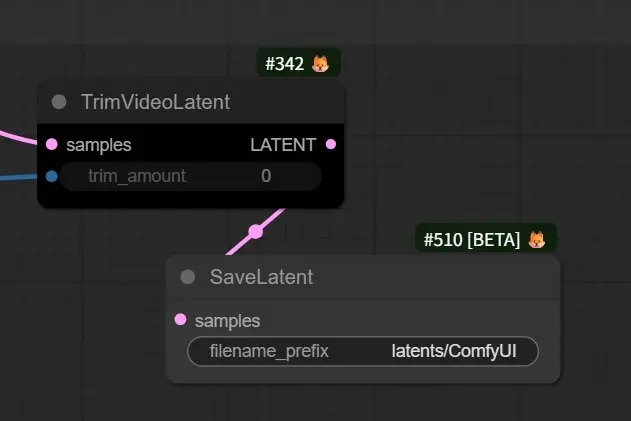 #342 🦊
TrimVideoLatent
samples LATENT
trim_amount 0
#510 [BETA] 🦊
SaveLatent
samples
filename_prefix latents/ComfyUI